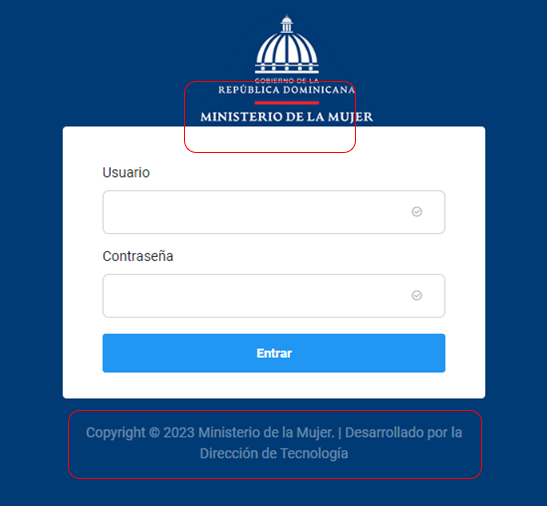 GOBIERNO DE LA
REPÚBLICA DOMINICANA
MINISTERIO DE LA MUJER
Usuario
Contraseña
Entrar
Copyright © 2023 Ministerio de la Mujer. | Desarrollado por la
Dirección de Tecnología